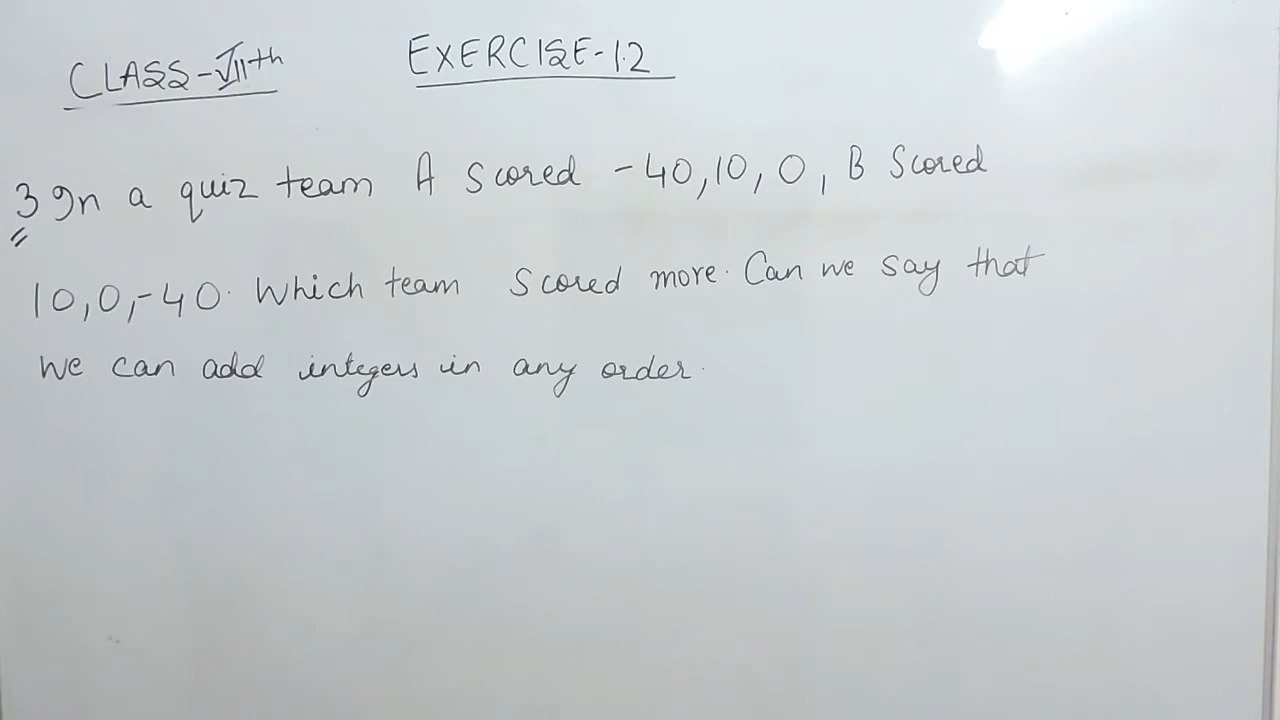 CLASS-VIIth EXERCISE-1.2
3 In a quiz team A scored -40,10,0, B Scored
10,0,-40. Which team scored more. Can we say that
we can add integers in any order.